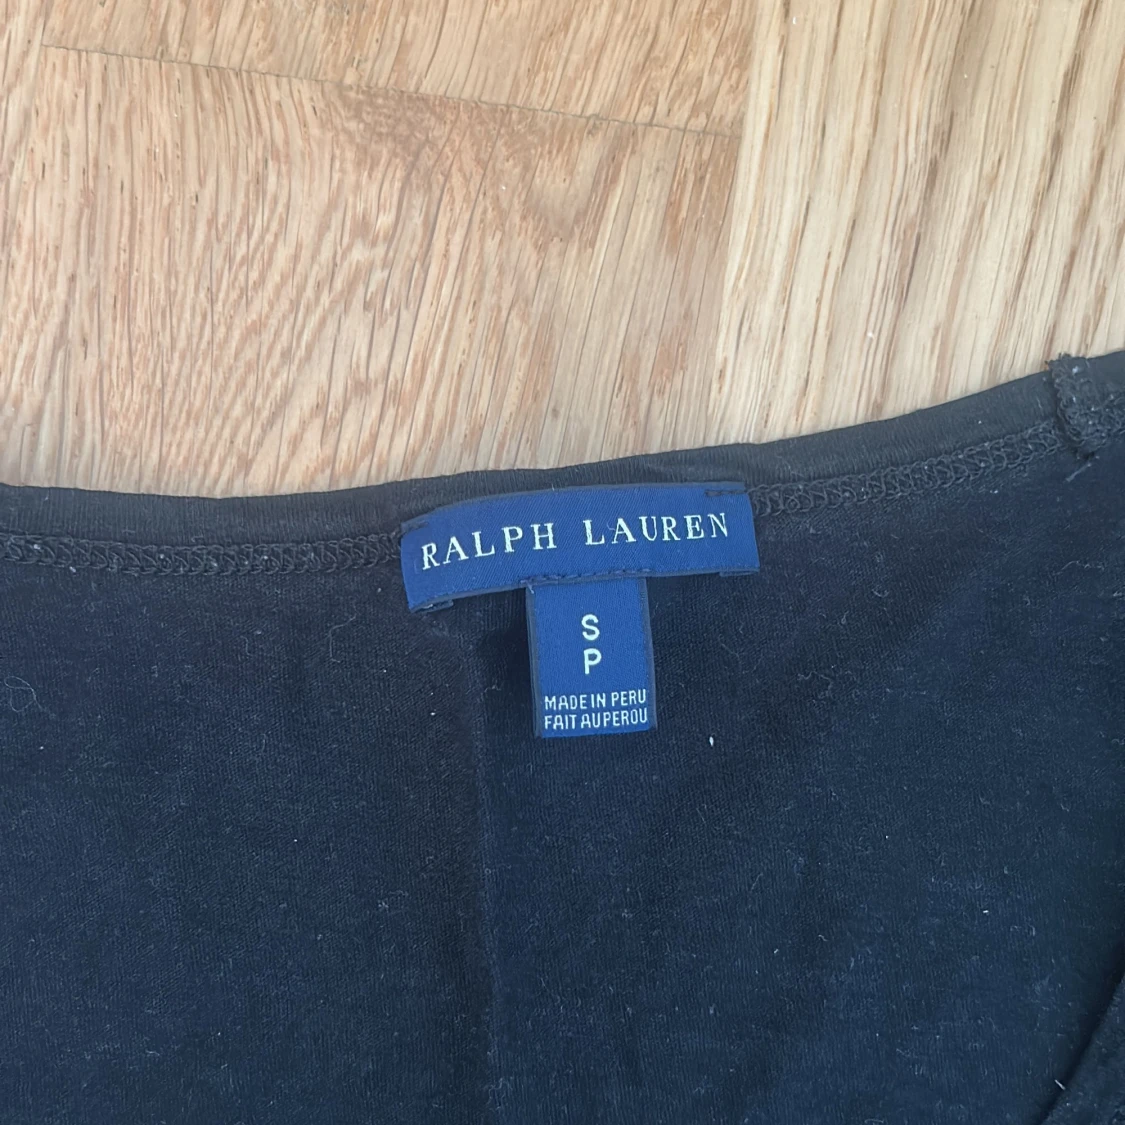 RALPH LAUREN
S
P
MADE IN PERU
FAIT AU PEROU